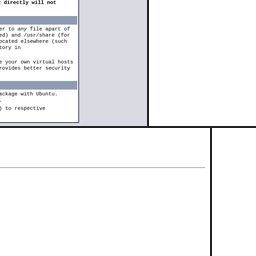 directly will not
er to any file apart of
ed) and /usr/share (for
ocated elsewhere (such
tory in
e your own virtual hosts
rovides better security
ackage with Ubuntu.
) to respective